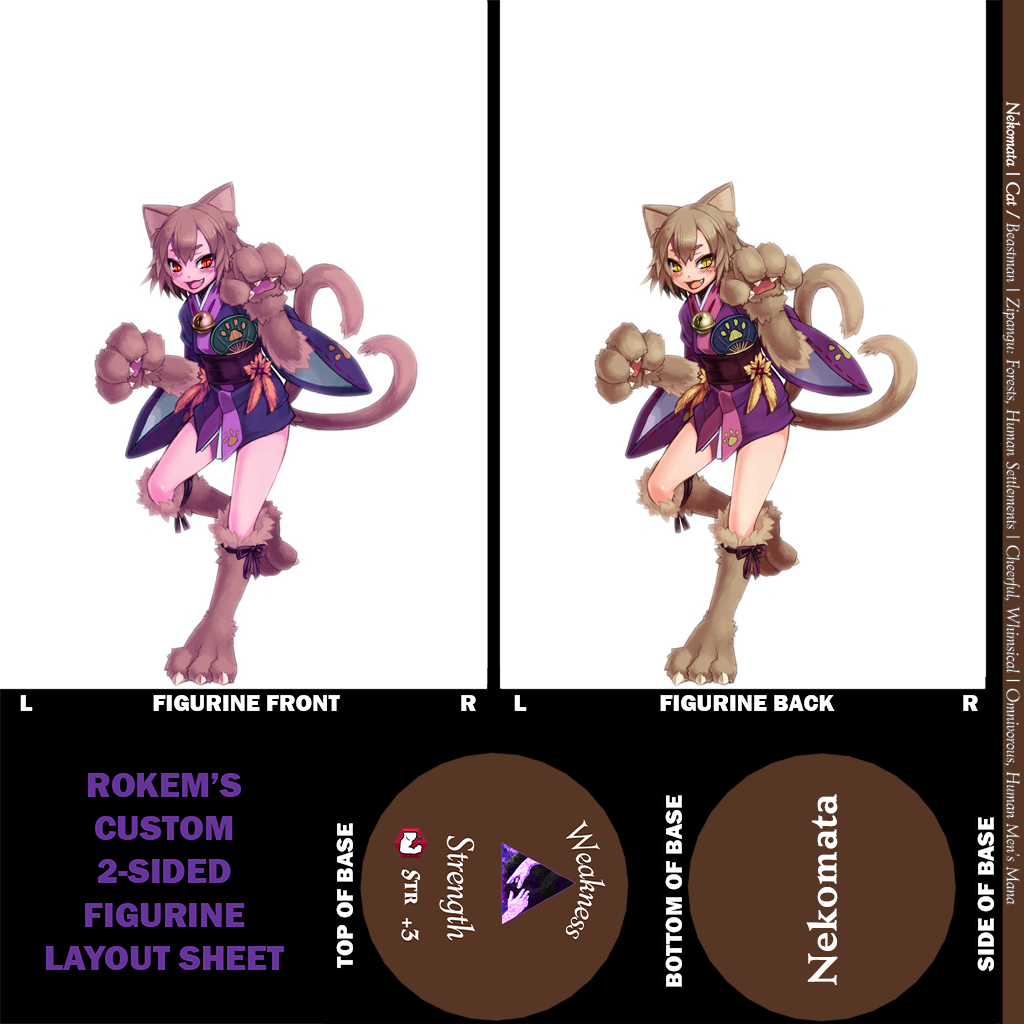 L FIGURINE FRONT R
L FIGURINE BACK R
ROKEM'S
CUSTOM
2-SIDED
FIGURINE
LAYOUT SHEET
TOP OF BASE
Weakness
Strength
STR +3
BOTTOM OF BASE
Nekomata
SIDE OF BASE
Nekomata | Cat / Beastman | Zipangu: Forests, Human Settlements | Cheerful, Whimsical | Omnivorous, Human Men's Mana